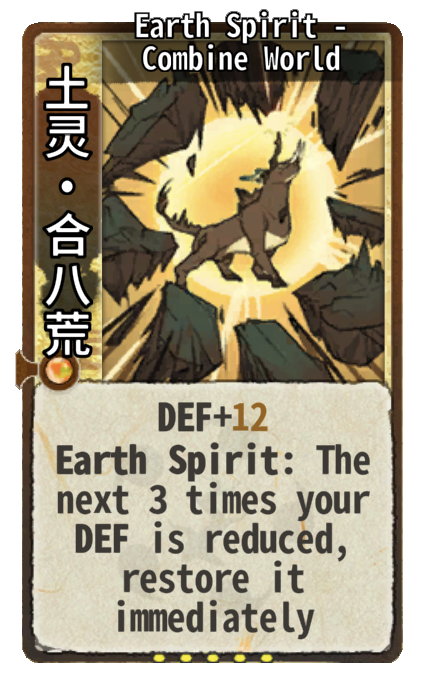 Earth Spirit -
Combine World
土灵・合八荒
DEF+12
Earth Spirit: The
next 3 times your
DEF is reduced,
restore it
immediately